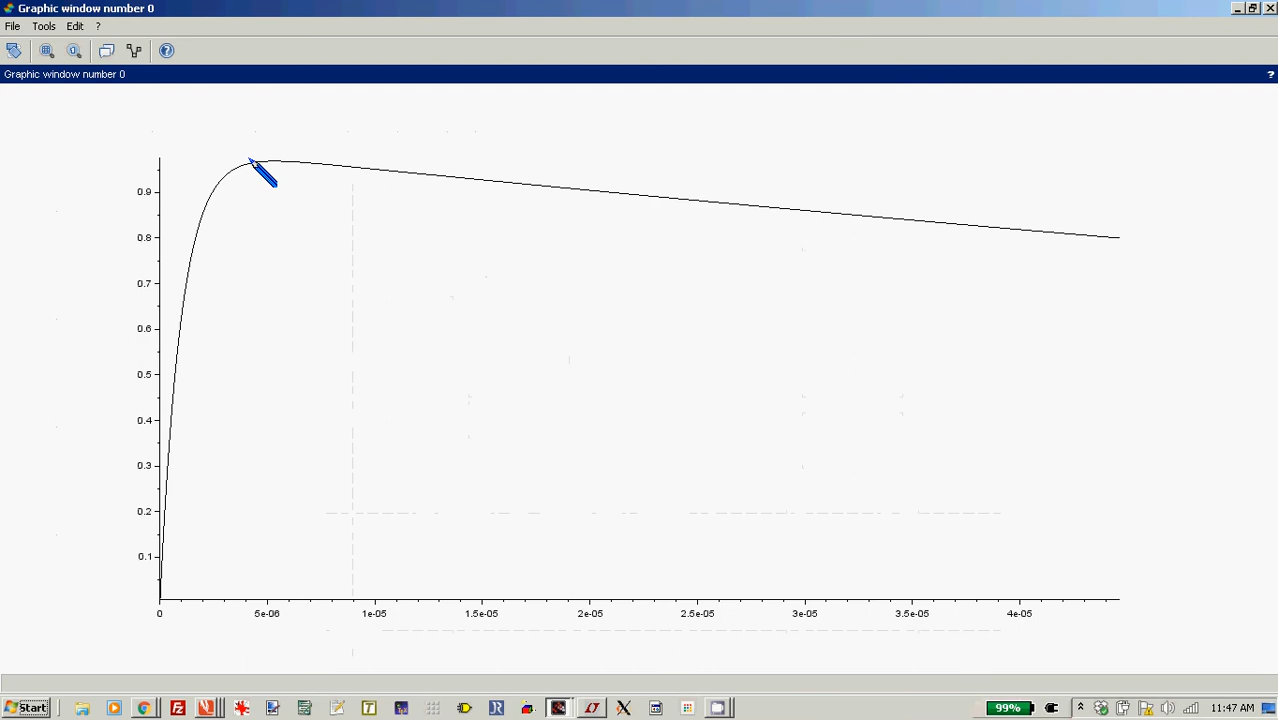 Graphic window number 0
File Tools Edit ?
Graphic window number 0 ?
0.9
0.8
0.7
0.6
0.5
0.4
0.3
0.2
0.1
0 5e-06 1e-05 1.5e-05 2e-05 2.5e-05 3e-05 3.5e-05 4e-05
Start 99% 11:47 AM